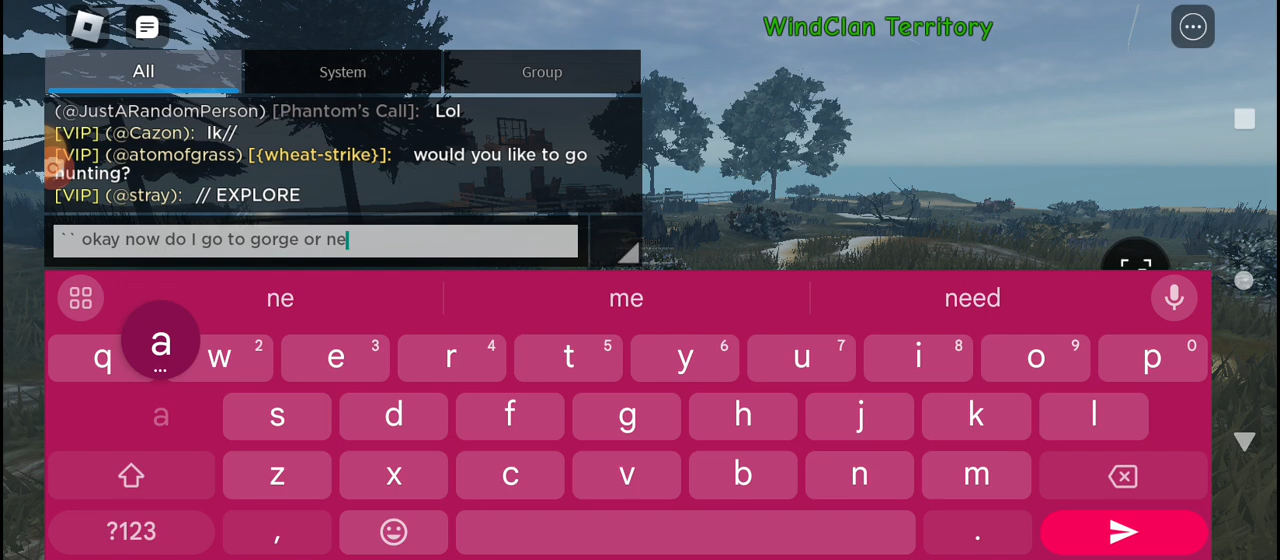 WindClan Territory
All System Group
(@JustARandomPerson) [Phantom's Call]: Lol
[VIP] (@Cazon): Ik//
[VIP] (@atomofgrass) [{wheat-strike}]: would you like to go
hunting?
[VIP] (@stray): // EXPLORE
`` okay now do I go to gorge or ne
ne me need
a
q w 2 e 3 r 4 t 5 y 6 u 7 i 8 o 9 p 0
a s d f g h j k l
z x c v b n m
?123 , .